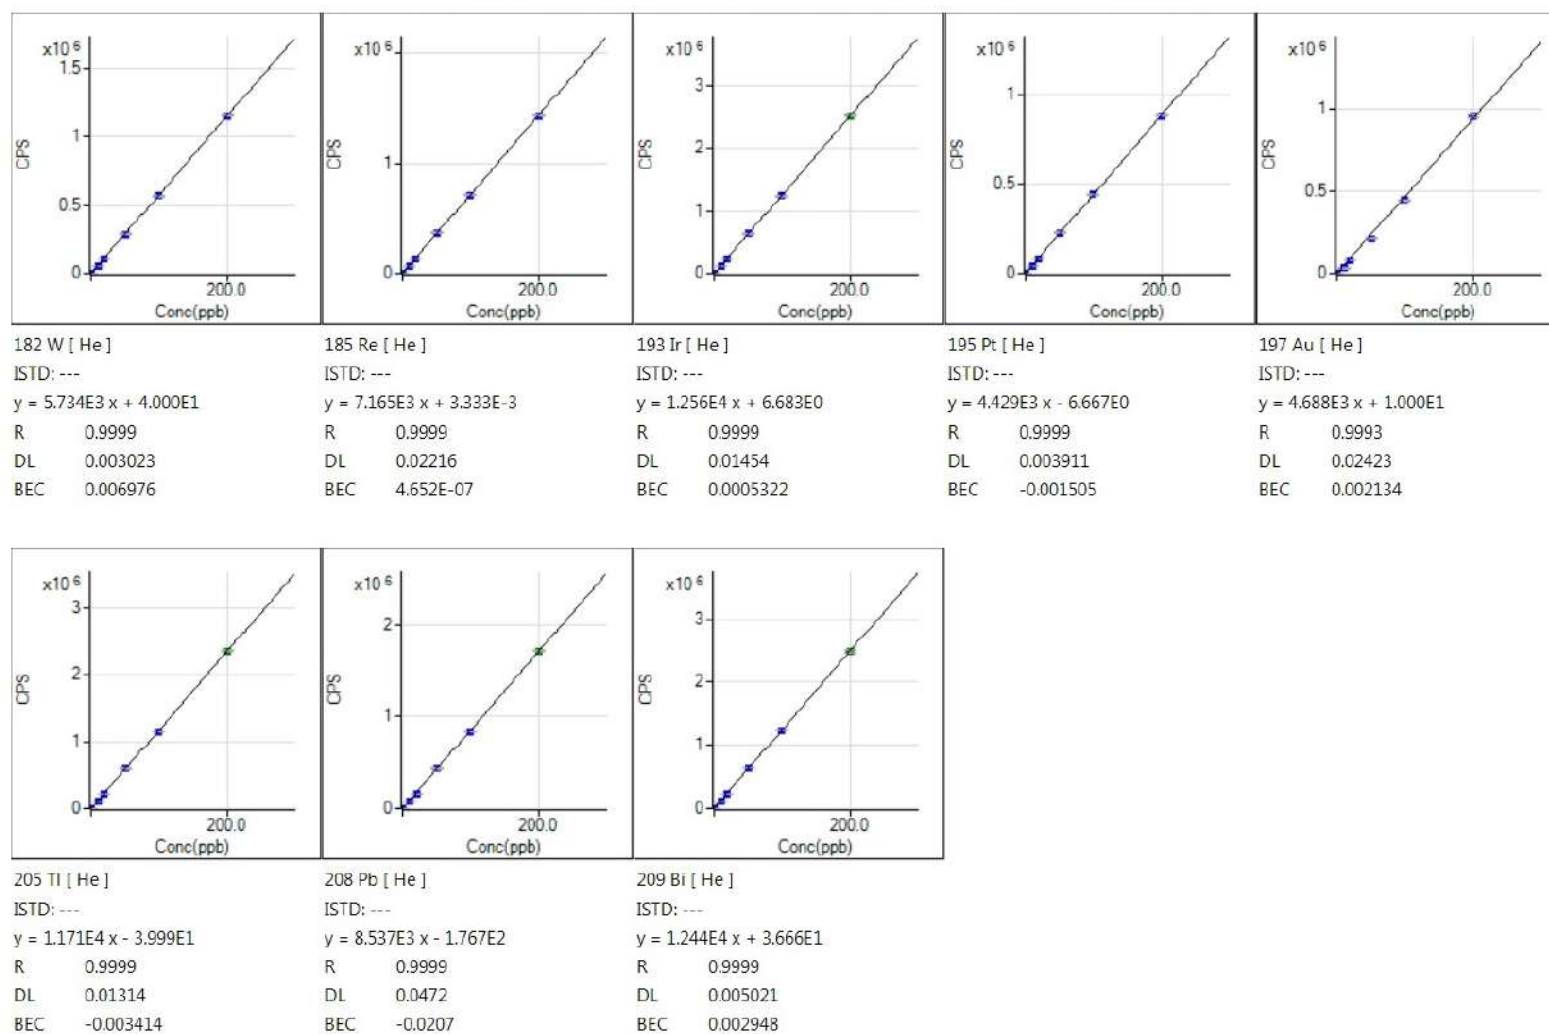 x10 6
1.5
1
0.5
0
CPS
200.0
Conc(ppb)
182 W [ He ]
ISTD: ---
y = 5.734E3 x + 4.000E1
R 0.9999
DL 0.003023
BEC 0.006976
x10 6
1
0
CPS
200.0
Conc(ppb)
185 Re [ He ]
ISTD: ---
y = 7.165E3 x + 3.333E-3
R 0.9999
DL 0.02216
BEC 4.652E-07
x10 6
3
2
1
0
CPS
200.0
Conc(ppb)
193 Ir [ He ]
ISTD: ---
y = 1.256E4 x + 6.683E0
R 0.9999
DL 0.01454
BEC 0.0005322
x10 6
1
0.5
0
CPS
200.0
Conc(ppb)
195 Pt [ He ]
ISTD: ---
y = 4.429E3 x - 6.667E0
R 0.9999
DL 0.003911
BEC -0.001505
x10 6
1
0.5
0
CPS
200.0
Conc(ppb)
197 Au [ He ]
ISTD: ---
y = 4.688E3 x + 1.000E1
R 0.9993
DL 0.02423
BEC 0.002134
x10 6
3
2
1
0
CPS
200.0
Conc(ppb)
205 Tl [ He ]
ISTD: ---
y = 1.171E4 x - 3.999E1
R 0.9999
DL 0.01314
BEC -0.003414
x10 6
2
1
0
CPS
200.0
Conc(ppb)
208 Pb [ He ]
ISTD: ---
y = 8.537E3 x - 1.767E2
R 0.9999
DL 0.0472
BEC -0.0207
x10 6
3
2
1
0
CPS
200.0
Conc(ppb)
209 Bi [ He ]
ISTD: ---
y = 1.244E4 x + 3.666E1
R 0.9999
DL 0.005021
BEC 0.002948